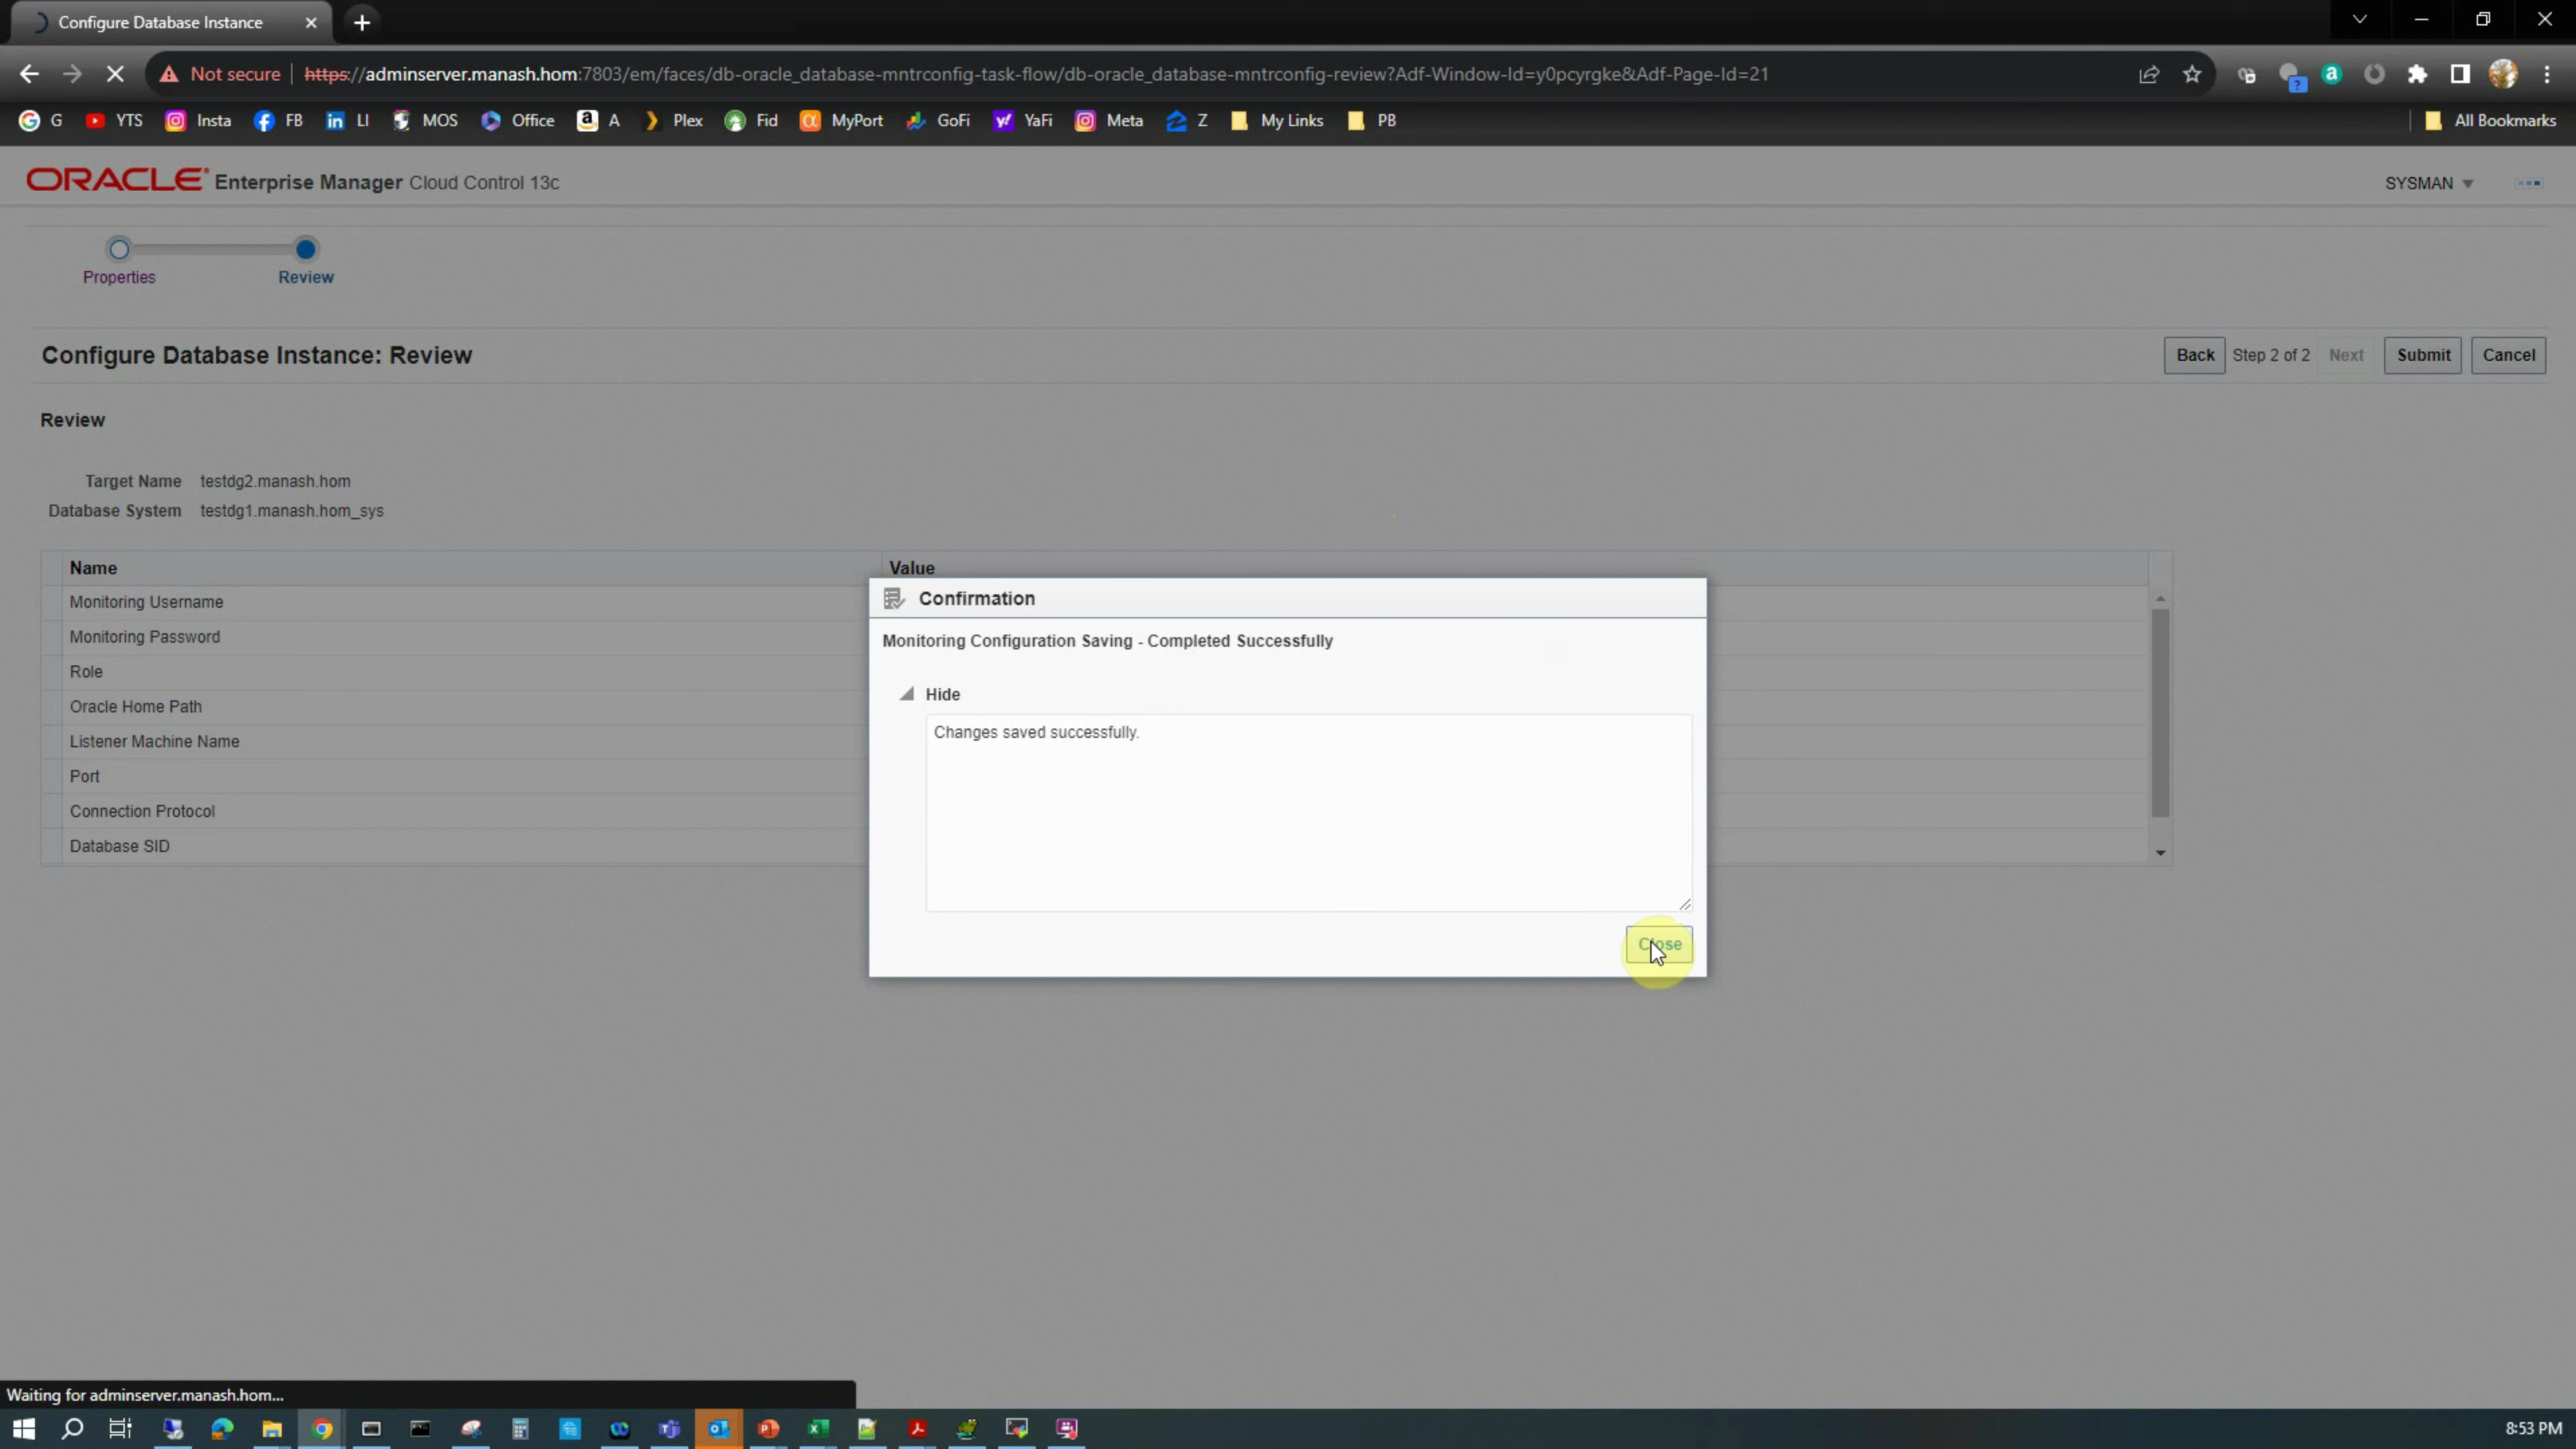 Configure Database Instance
Not secure | https://adminserver.manash.hom:7803/em/faces/db-oracle_database-mntrconfig-task-flow/db-oracle_database-mntrconfig-review?Adf-Window-Id=y0pcyrgke&Adf-Page-Id=21
G YTS Insta FB LI MOS Office A Plex Fid MyPort GoFi YaFi Meta Z My Links PB All Bookmarks
ORACLE Enterprise Manager Cloud Control 13c SYSMAN
Properties Review
Configure Database Instance: Review Back Step 2 of 2 Next Submit Cancel
Review
Target Name testdg2.manash.hom
Database System testdg1.manash.hom_sys
Name Value
Monitoring Username
Monitoring Password
Role
Oracle Home Path
Listener Machine Name
Port
Connection Protocol
Database SID
Confirmation
Monitoring Configuration Saving - Completed Successfully
Hide
Changes saved successfully.
Close
Waiting for adminserver.manash.hom...
8:53 PM